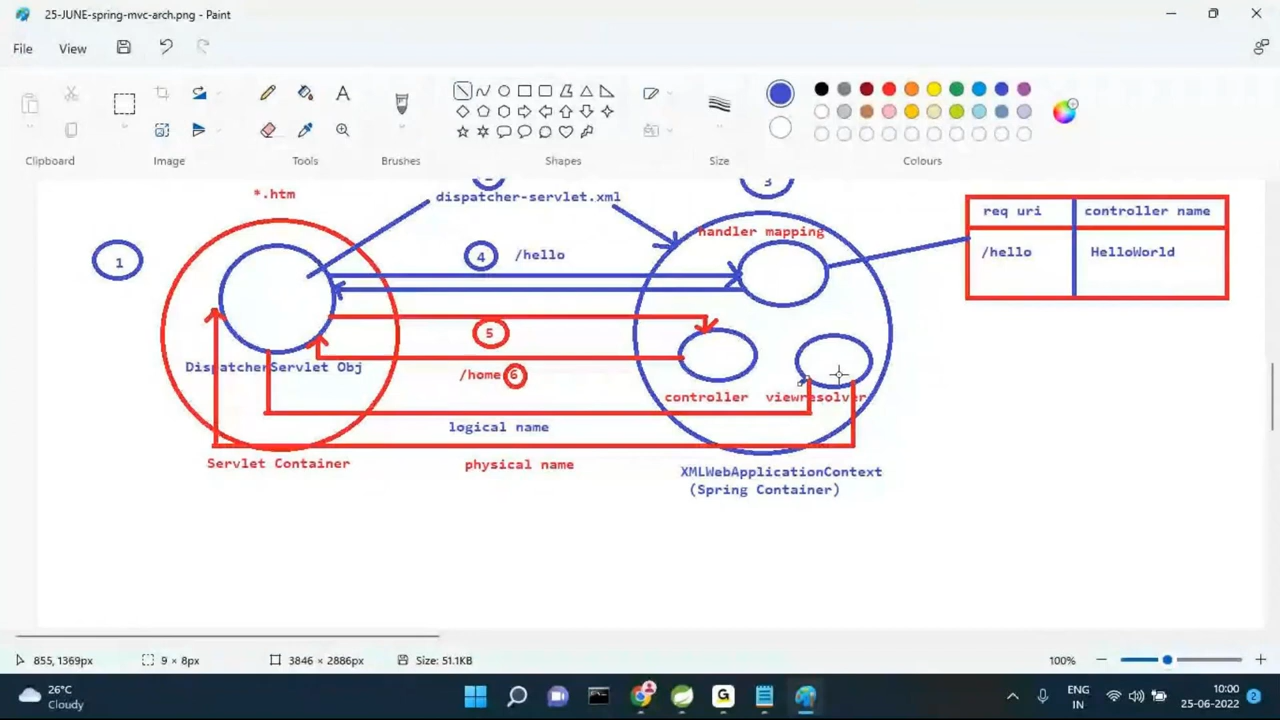 25-JUNE-spring-mvc-arch.png - Paint
File
View
Clipboard
Image
Tools
Brushes
Shapes
Size
Colours
*.htm
dispatcher-servlet.xml
3
req uri
controller name
handler mapping
1
4
/hello
/hello
HelloWorld
5
DispatcherServlet Obj
/home
6
controller
viewresolver
logical name
Servlet Container
physical name
XMLWebApplicationContext
(Spring Container)
855, 1369px
9 × 8px
3846 × 2886px
Size: 51.1KB
100%
26°C
Cloudy
ENG
IN
10:00
25-06-2022
2